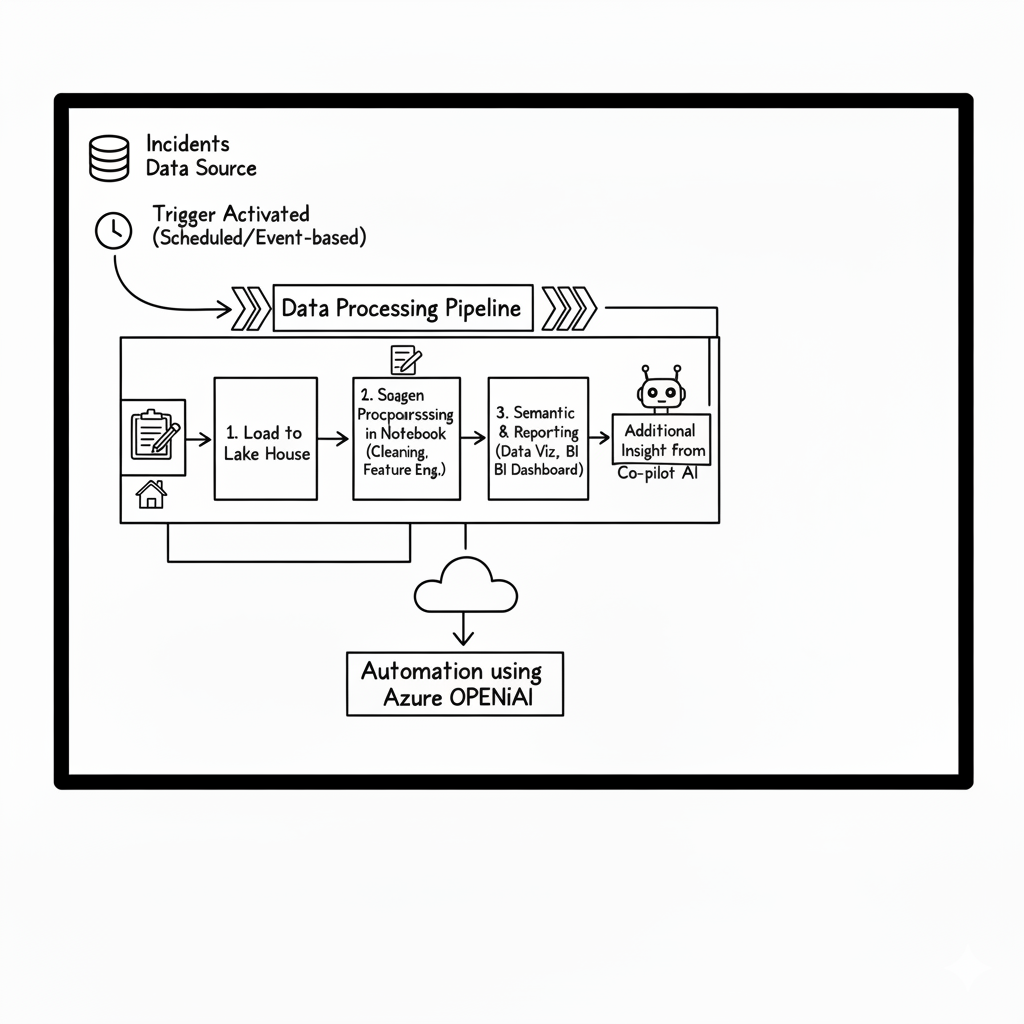 Incidents
Data Source
Trigger Activated
(Scheduled/Event-based)
Data Processing Pipeline
1. Load to
Lake House
2. Soagen
Procpoırsssing
in Notebook
(Cleaning,
Feature Eng.)
3. Semantic
& Reporting
(Data Viz, BI
BI Dashboard)
Additional
Insight from
Co-pilot AI
Automation using
Azure OPENiAI